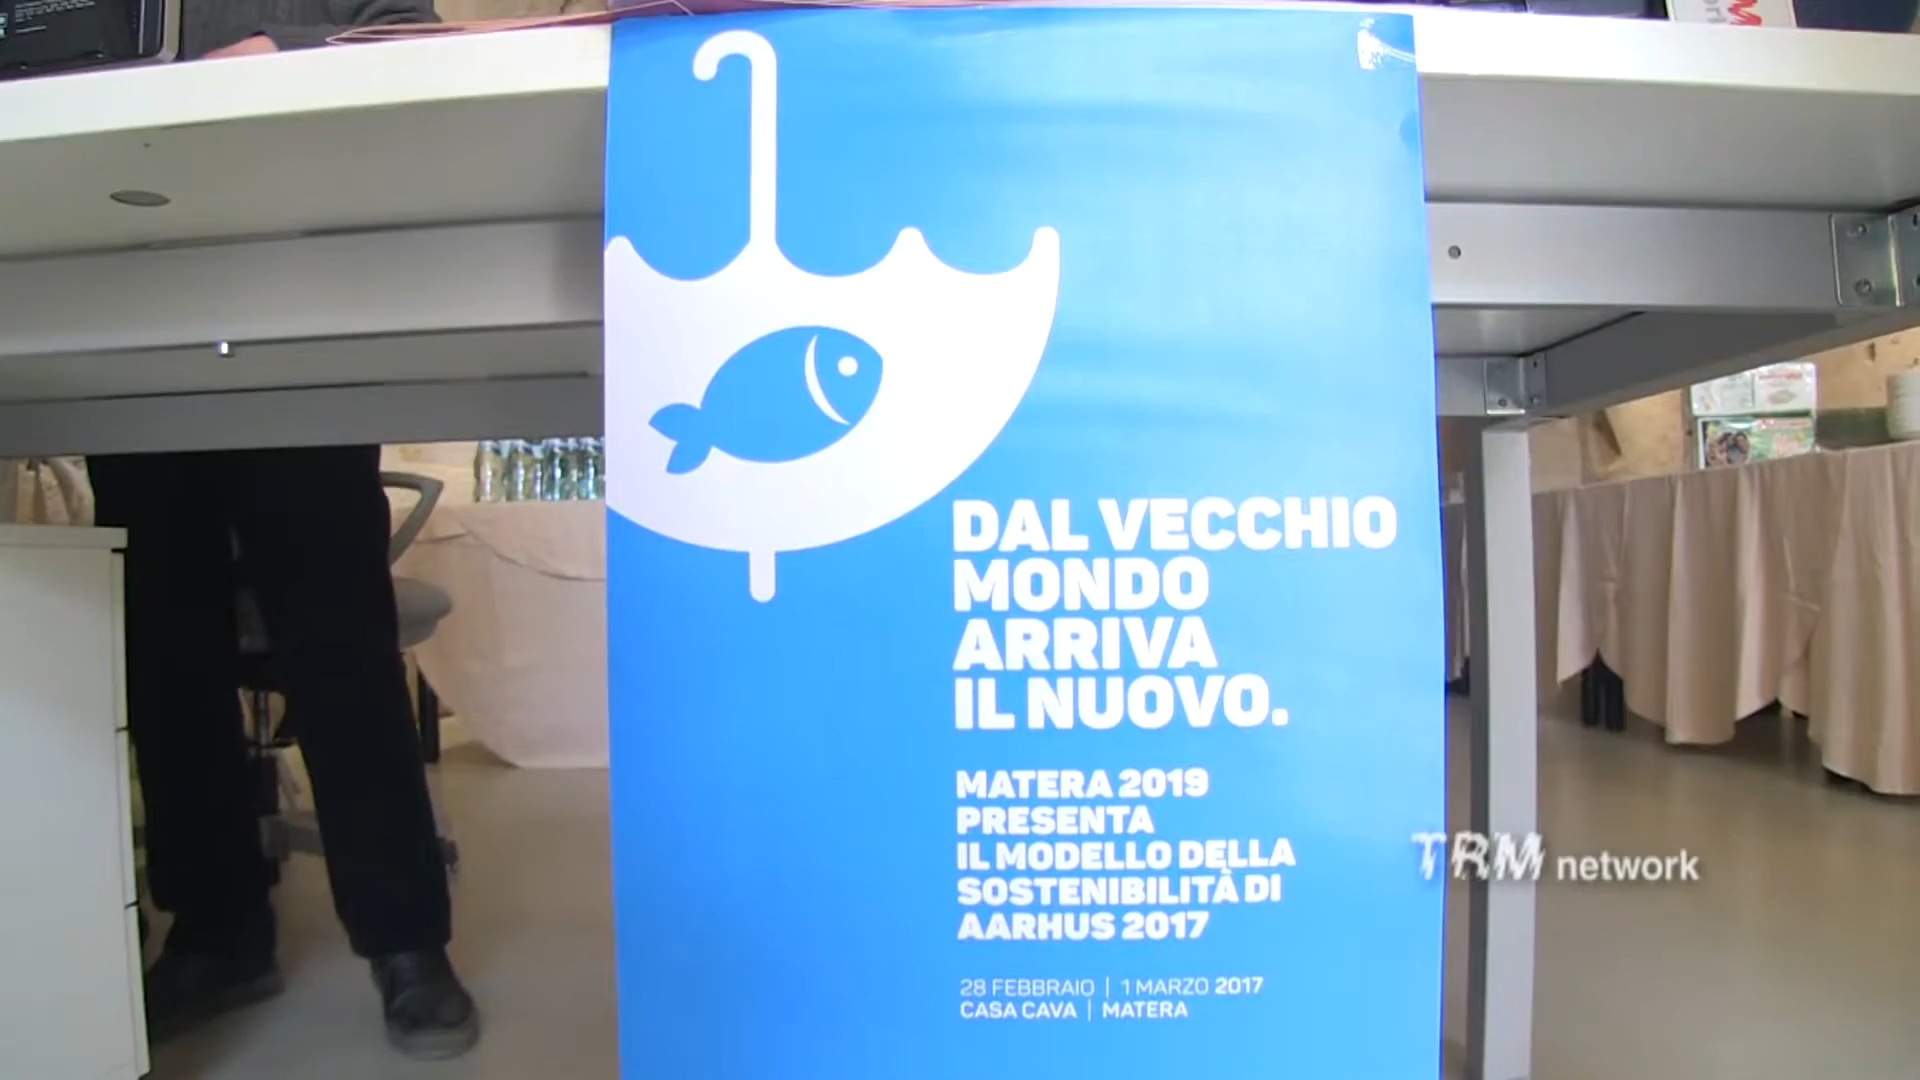 DAL VECCHIO
MONDO
ARRIVA
IL NUOVO.
MATERA 2019
PRESENTA
IL MODELLO DELLA
SOSTENIBILITÀ DI
AARHUS 2017
28 FEBBRAIO | 1 MARZO 2017
CASA CAVA | MATERA
TRM network